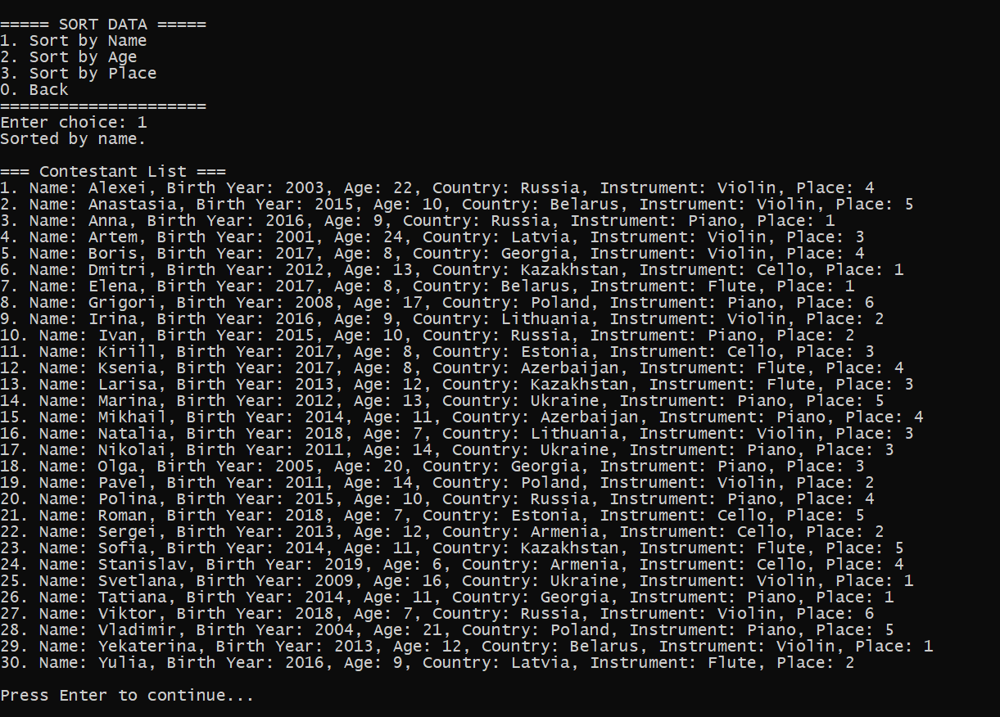 ===== SORT DATA =====
1. Sort by Name
2. Sort by Age
3. Sort by Place
0. Back
=====================
Enter choice: 1
Sorted by name.
=== Contestant List ===
1. Name: Alexei, Birth Year: 2003, Age: 22, Country: Russia, Instrument: Violin, Place: 4
2. Name: Anastasia, Birth Year: 2015, Age: 10, Country: Belarus, Instrument: Violin, Place: 5
3. Name: Anna, Birth Year: 2016, Age: 9, Country: Russia, Instrument: Piano, Place: 1
4. Name: Artem, Birth Year: 2001, Age: 24, Country: Latvia, Instrument: Violin, Place: 3
5. Name: Boris, Birth Year: 2017, Age: 8, Country: Georgia, Instrument: Violin, Place: 4
6. Name: Dmitri, Birth Year: 2012, Age: 13, Country: Kazakhstan, Instrument: Cello, Place: 1
7. Name: Elena, Birth Year: 2017, Age: 8, Country: Belarus, Instrument: Flute, Place: 1
8. Name: Grigori, Birth Year: 2008, Age: 17, Country: Poland, Instrument: Piano, Place: 6
9. Name: Irina, Birth Year: 2016, Age: 9, Country: Lithuania, Instrument: Violin, Place: 2
10. Name: Ivan, Birth Year: 2015, Age: 10, Country: Russia, Instrument: Piano, Place: 2
11. Name: Kirill, Birth Year: 2017, Age: 8, Country: Estonia, Instrument: Cello, Place: 3
12. Name: Ksenia, Birth Year: 2017, Age: 8, Country: Azerbaijan, Instrument: Flute, Place: 4
13. Name: Larisa, Birth Year: 2013, Age: 12, Country: Kazakhstan, Instrument: Flute, Place: 3
14. Name: Marina, Birth Year: 2012, Age: 13, Country: Ukraine, Instrument: Piano, Place: 5
15. Name: Mikhail, Birth Year: 2014, Age: 11, Country: Azerbaijan, Instrument: Piano, Place: 4
16. Name: Natalia, Birth Year: 2018, Age: 7, Country: Lithuania, Instrument: Violin, Place: 3
17. Name: Nikolai, Birth Year: 2011, Age: 14, Country: Ukraine, Instrument: Piano, Place: 3
18. Name: Olga, Birth Year: 2005, Age: 20, Country: Georgia, Instrument: Piano, Place: 3
19. Name: Pavel, Birth Year: 2011, Age: 14, Country: Poland, Instrument: Violin, Place: 2
20. Name: Polina, Birth Year: 2015, Age: 10, Country: Russia, Instrument: Piano, Place: 4
21. Name: Roman, Birth Year: 2018, Age: 7, Country: Estonia, Instrument: Cello, Place: 5
22. Name: Sergei, Birth Year: 2013, Age: 12, Country: Armenia, Instrument: Cello, Place: 2
23. Name: Sofia, Birth Year: 2014, Age: 11, Country: Kazakhstan, Instrument: Flute, Place: 5
24. Name: Stanislav, Birth Year: 2019, Age: 6, Country: Armenia, Instrument: Cello, Place: 4
25. Name: Svetlana, Birth Year: 2009, Age: 16, Country: Ukraine, Instrument: Violin, Place: 1
26. Name: Tatiana, Birth Year: 2014, Age: 11, Country: Georgia, Instrument: Piano, Place: 1
27. Name: Viktor, Birth Year: 2018, Age: 7, Country: Russia, Instrument: Violin, Place: 6
28. Name: Vladimir, Birth Year: 2004, Age: 21, Country: Poland, Instrument: Piano, Place: 5
29. Name: Yekaterina, Birth Year: 2013, Age: 12, Country: Belarus, Instrument: Violin, Place: 1
30. Name: Yulia, Birth Year: 2016, Age: 9, Country: Latvia, Instrument: Flute, Place: 2
Press Enter to continue...